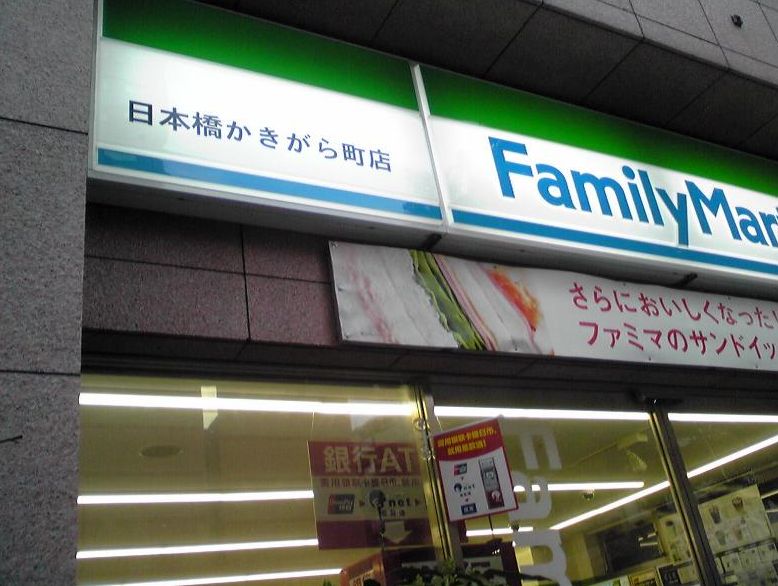 日本橋かきがら町店
FamilyMar
さらにおいしくなった
ファミマのサンドイッ
銀行AT
net